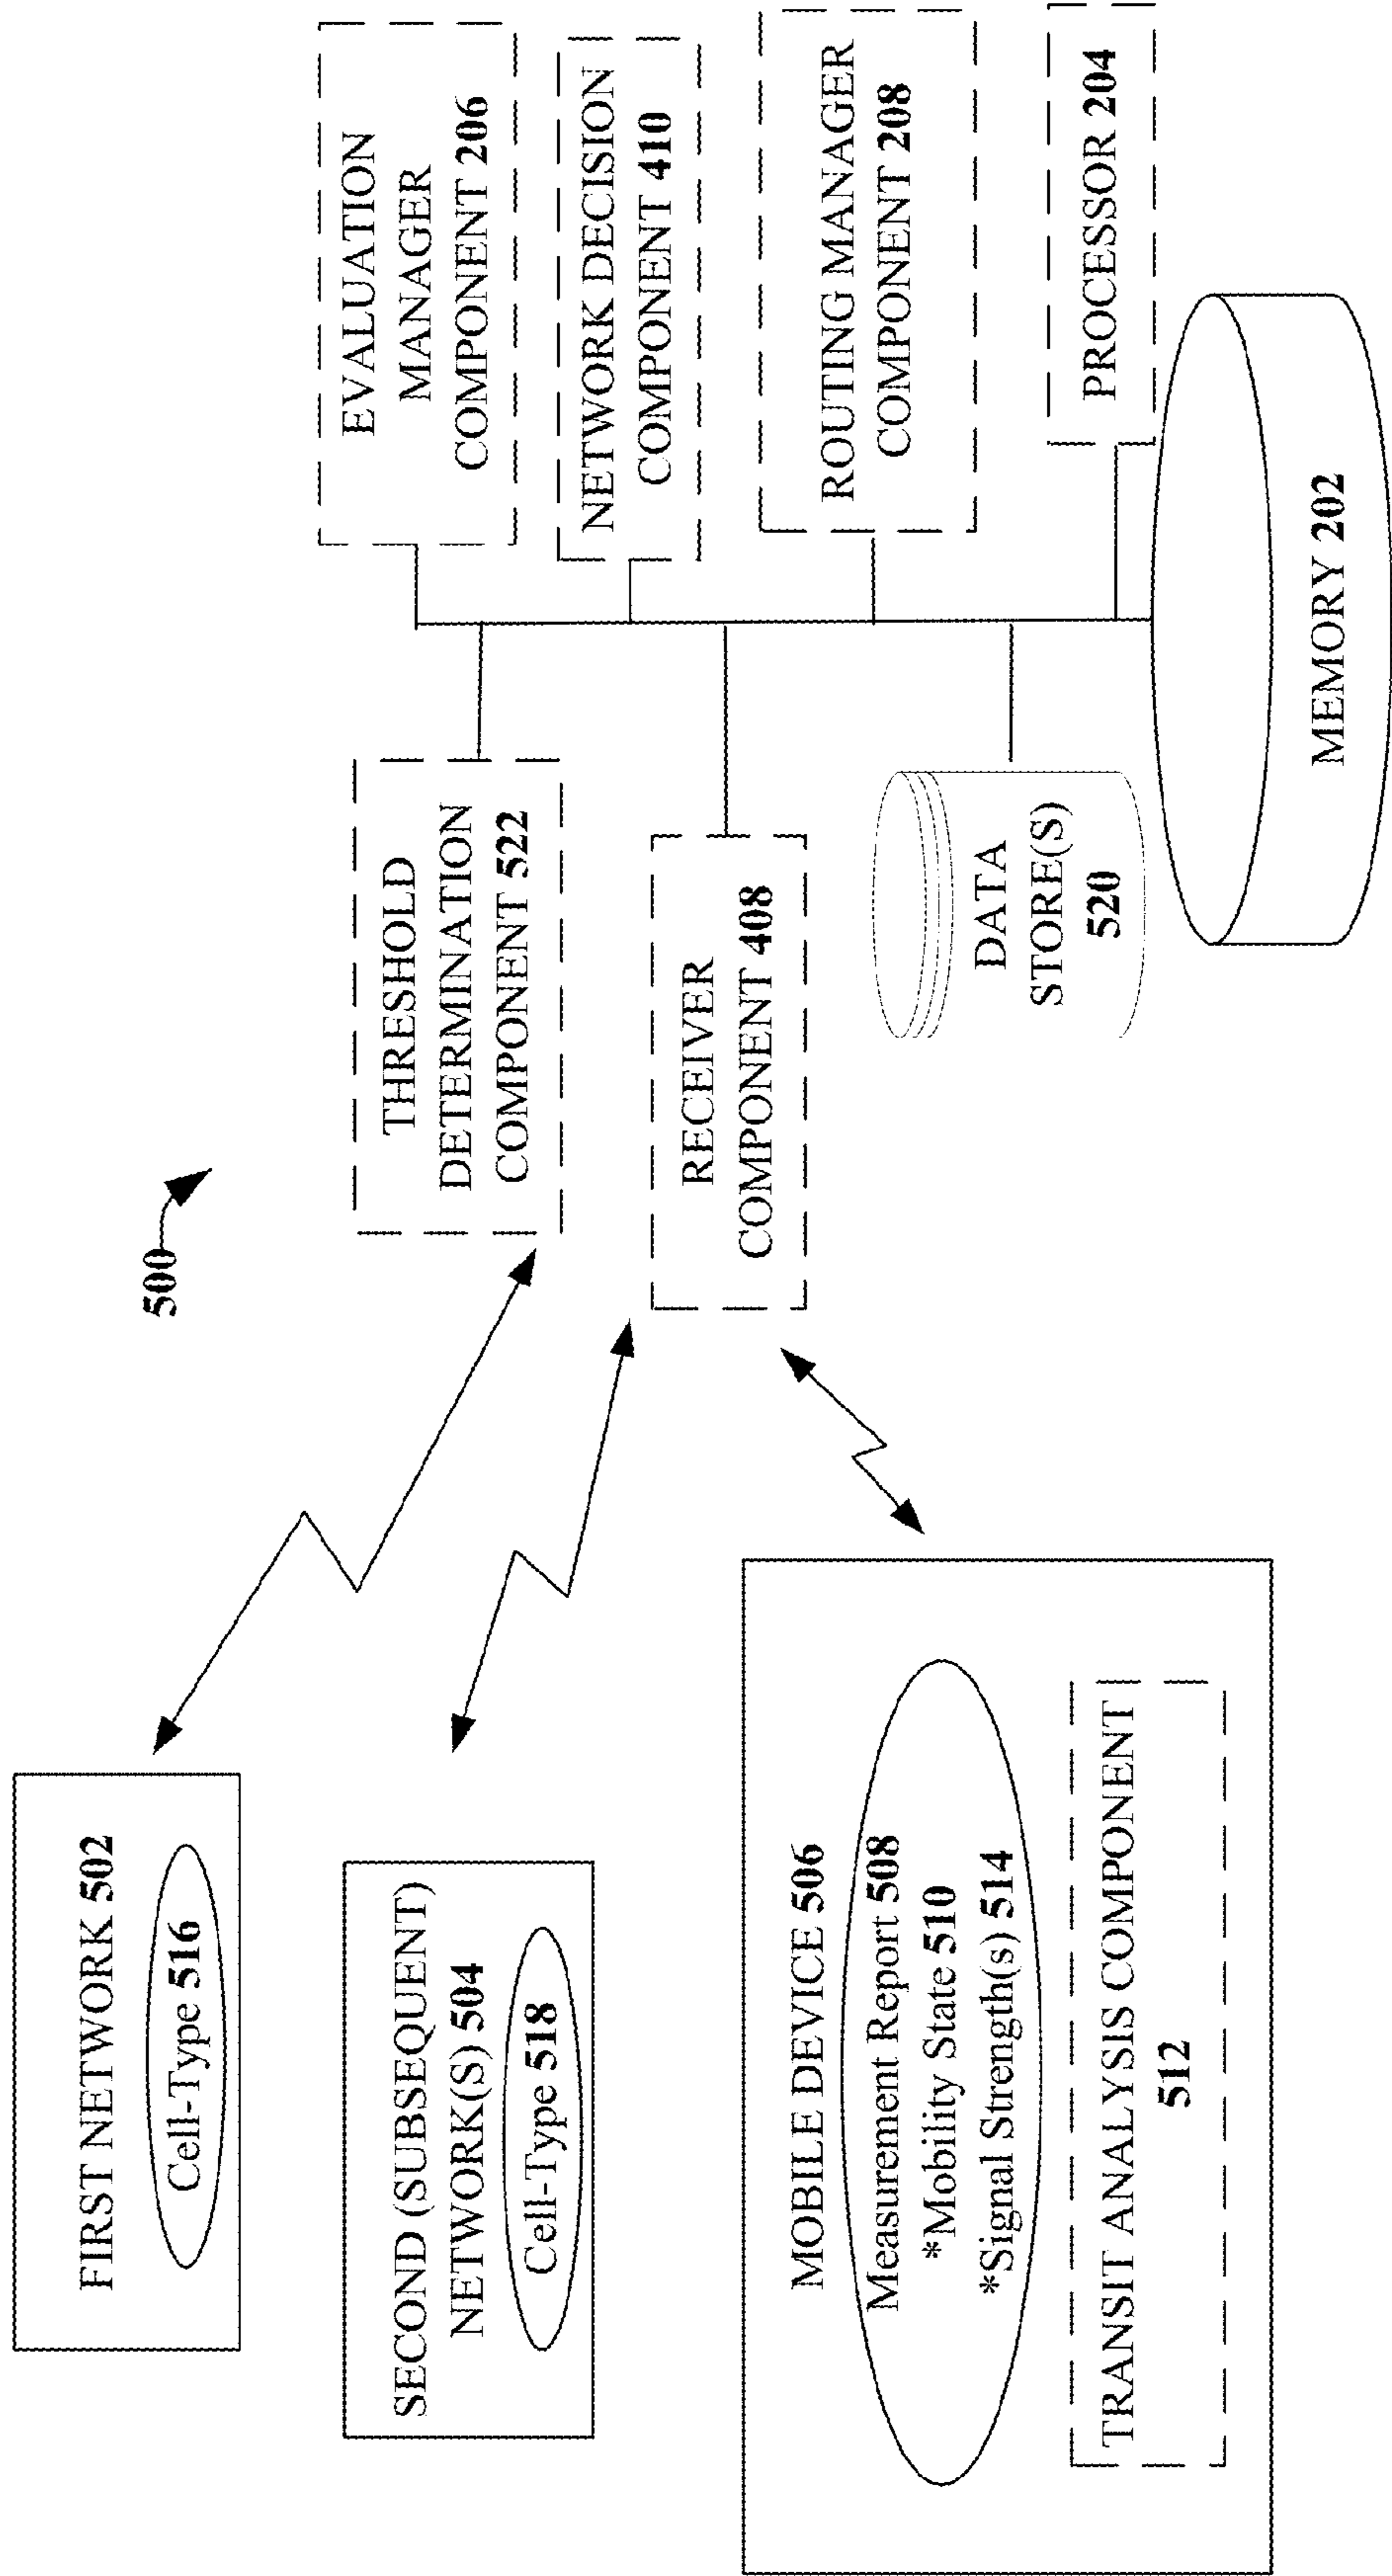 500
FIRST NETWORK 502
Cell-Type 516
SECOND (SUBSEQUENT)
NETWORK(S) 504
Cell-Type 518
MOBILE DEVICE 506
Measurement Report 508
*Mobility State 510
*Signal Strength(s) 514
TRANSIT ANALYSIS COMPONENT
512
THRESHOLD
DETERMINATION
COMPONENT 522
RECEIVER
COMPONENT 408
DATA
STORE(S)
520
EVALUATION
MANAGER
COMPONENT 206
NETWORK DECISION
COMPONENT 410
ROUTING MANAGER
COMPONENT 208
PROCESSOR 204
MEMORY 202